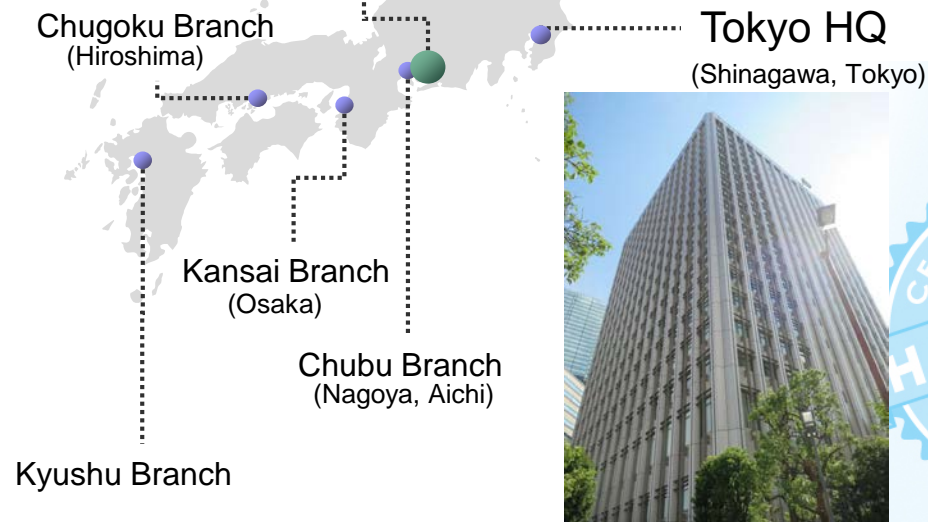 Chugoku Branch
(Hiroshima)
Tokyo HQ
(Shinagawa, Tokyo)
Kansai Branch
(Osaka)
Chubu Branch
(Nagoya, Aichi)
Kyushu Branch